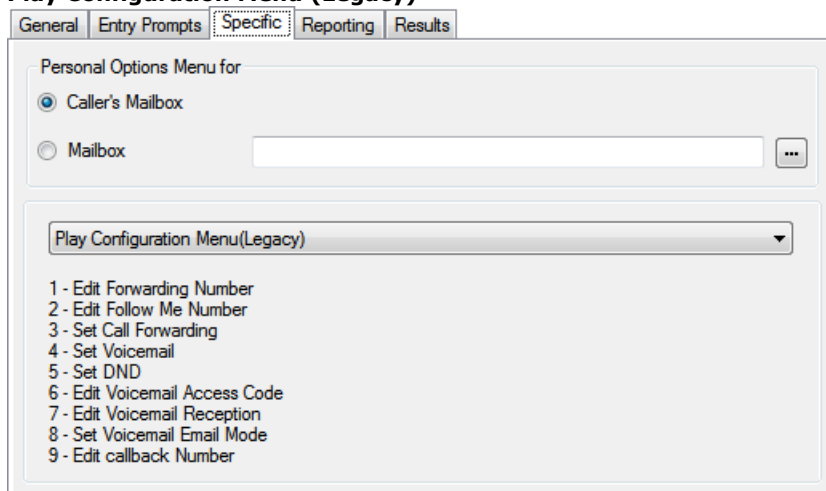 Play Configuration Menu (Legacy)
General Entry Prompts Specific Reporting Results
Personal Options Menu for
Caller's Mailbox
Mailbox ...
Play Configuration Menu(Legacy)
1 - Edit Forwarding Number
2 - Edit Follow Me Number
3 - Set Call Forwarding
4 - Set Voicemail
5 - Set DND
6 - Edit Voicemail Access Code
7 - Edit Voicemail Reception
8 - Set Voicemail Email Mode
9 - Edit callback Number